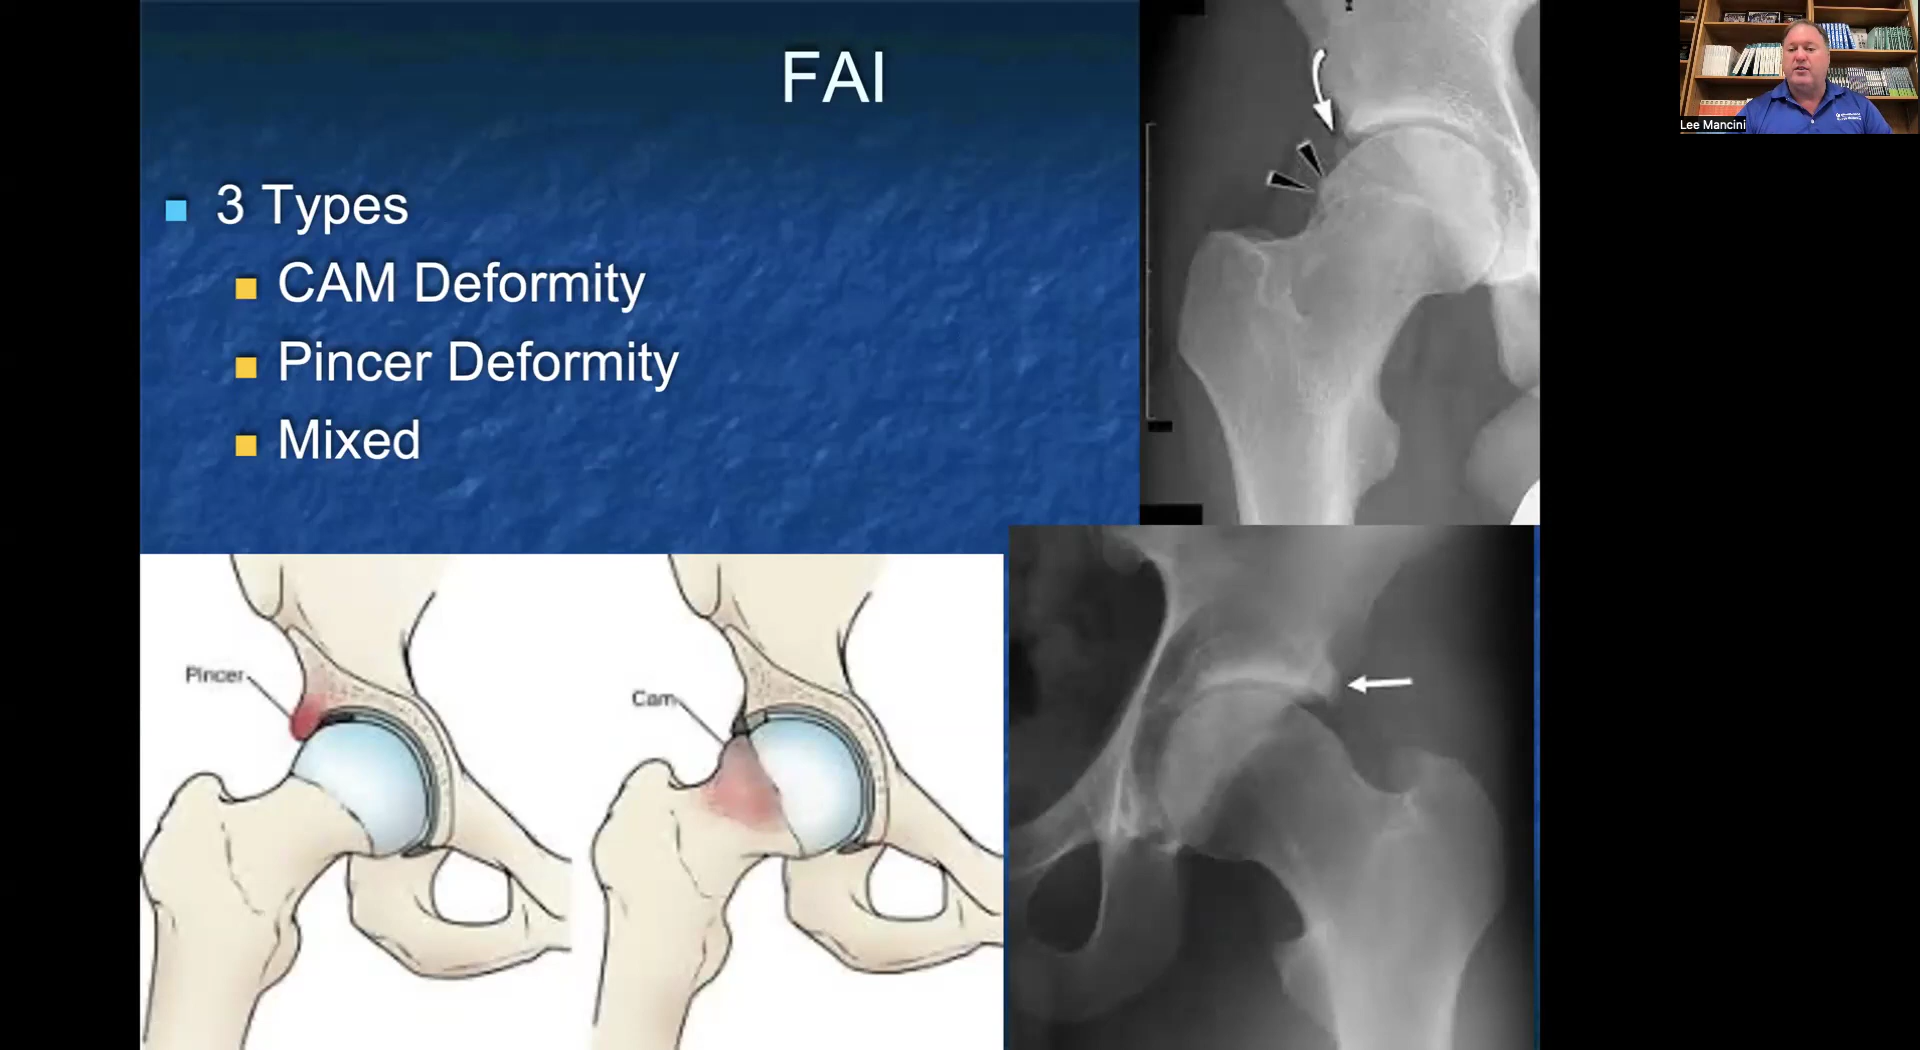 FAI
3 Types
CAM Deformity
Pincer Deformity
Mixed
Pincer
Cam
Lee Mancini